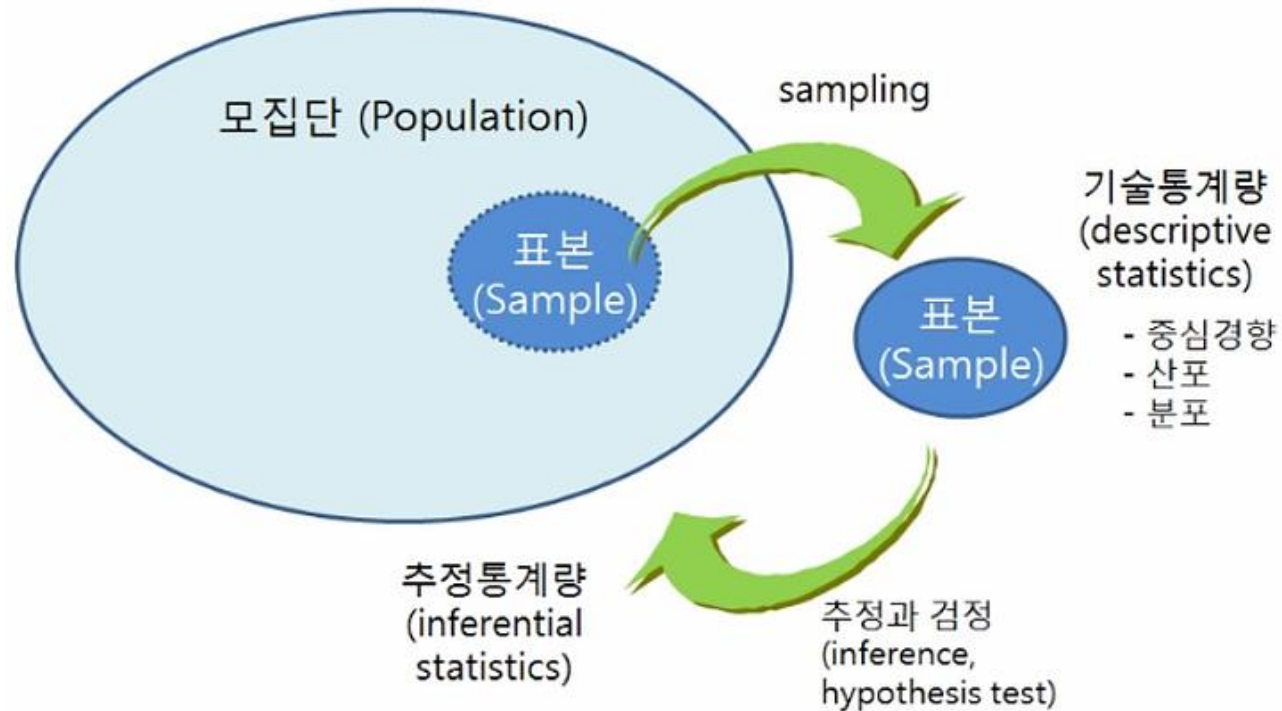 모집단 (Population)
표본
(Sample)
sampling
표본
(Sample)
기술통계량
(descriptive
statistics)
- 중심경향
- 산포
- 분포
추정통계량
(inferential
statistics)
추정과 검정
(inference,
hypothesis test)